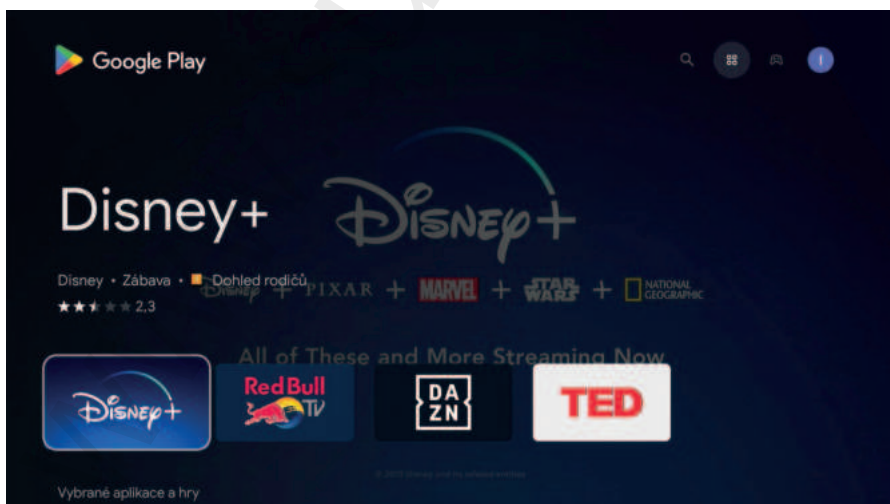 Google Play
Disney+
Disney+
Disney • Zábava • Dohled rodičů
Disney + PIXAR + MARVEL + STAR WARS + NATIONAL GEOGRAPHIC
2,3
All of These and More Streaming Now
Disney+
Red Bull TV
DAZN
TED
Vybrané aplikace a hry